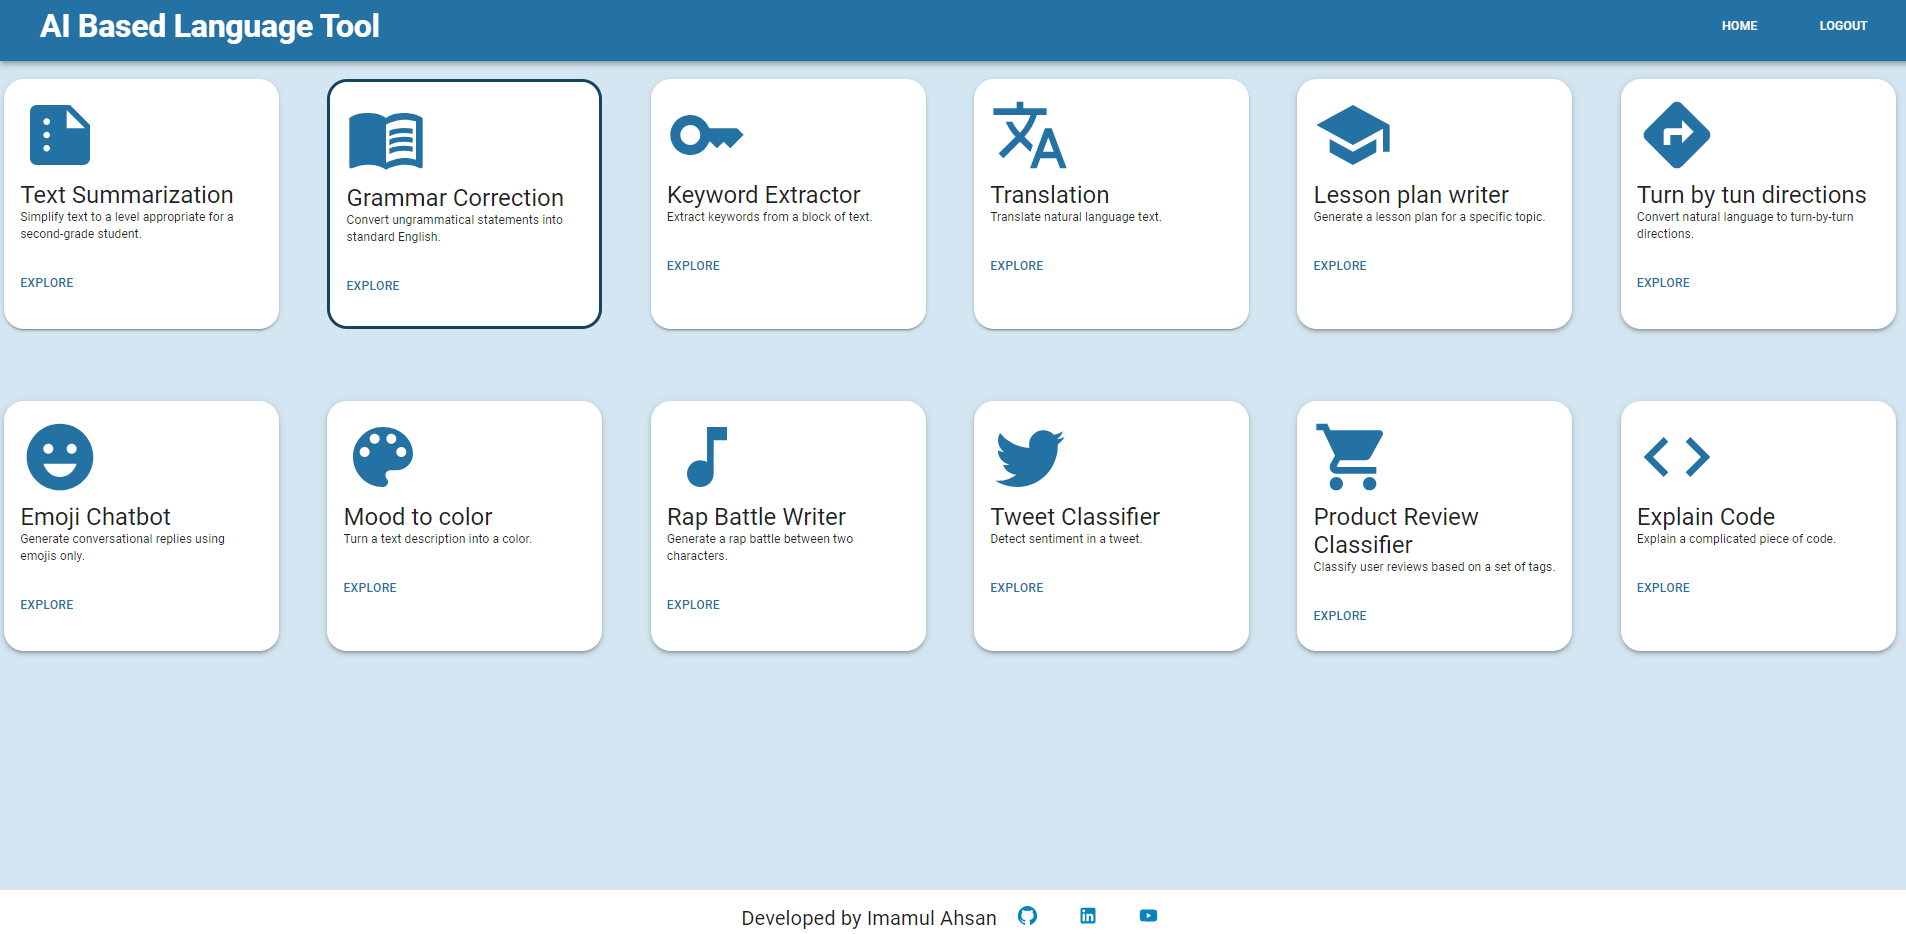 AI Based Language Tool
HOME
LOGOUT
Text Summarization
Simplify text to a level appropriate for a
second-grade student.
EXPLORE
Grammar Correction
Convert ungrammatical statements into
standard English.
EXPLORE
Keyword Extractor
Extract keywords from a block of text.
EXPLORE
Translation
Translate natural language text.
EXPLORE
Lesson plan writer
Generate a lesson plan for a specific topic.
EXPLORE
Turn by tun directions
Convert natural language to turn-by-turn
directions.
EXPLORE
Emoji Chatbot
Generate conversational replies using
emojis only.
EXPLORE
Mood to color
Turn a text description into a color.
EXPLORE
Rap Battle Writer
Generate a rap battle between two
characters.
EXPLORE
Tweet Classifier
Detect sentiment in a tweet.
EXPLORE
Product Review
Classifier
Classify user reviews based on a set of tags.
EXPLORE
Explain Code
Explain a complicated piece of code.
EXPLORE
Developed by Imamul Ahsan